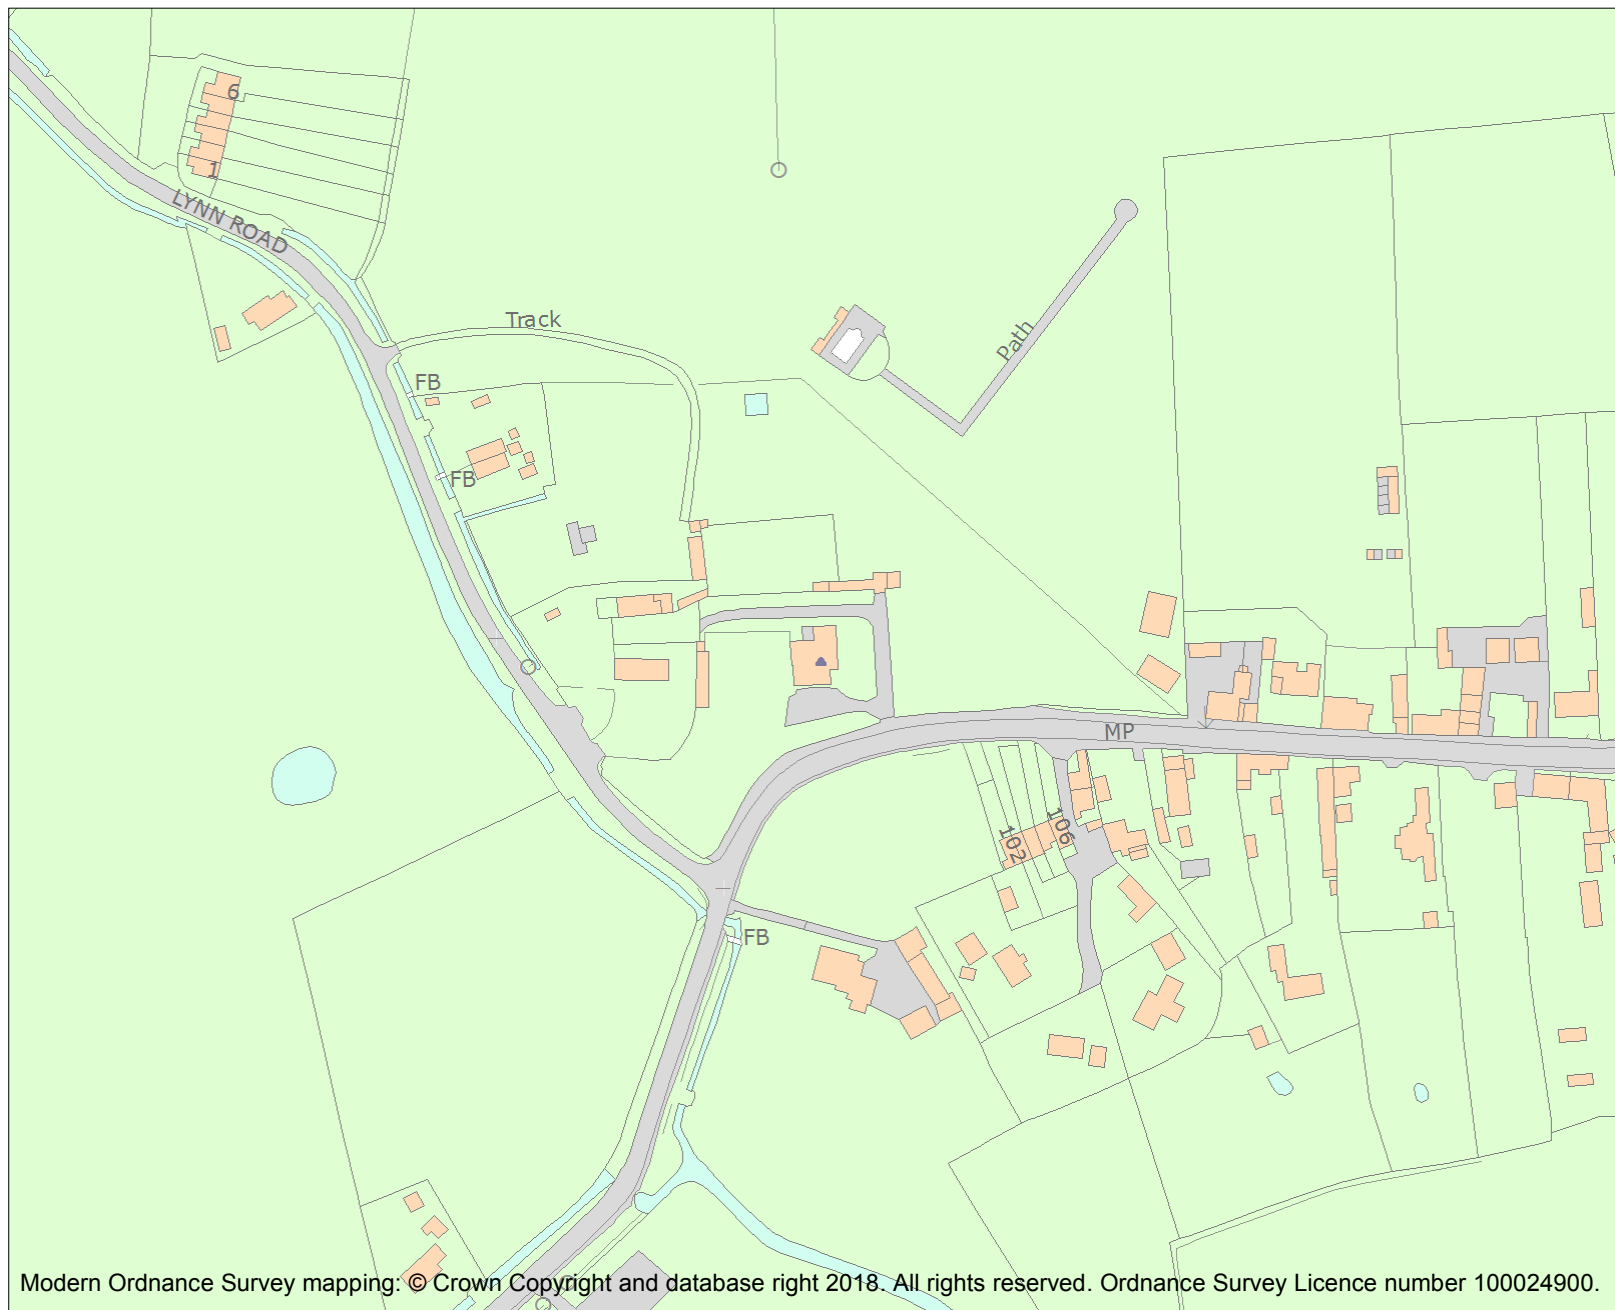 6
1
LYNN ROAD
Track
Path
FB
FB
MP
102
106
FB
Modern Ordnance Survey mapping: © Crown Copyright and database right 2018. All rights reserved. Ordnance Survey Licence number 100024900.